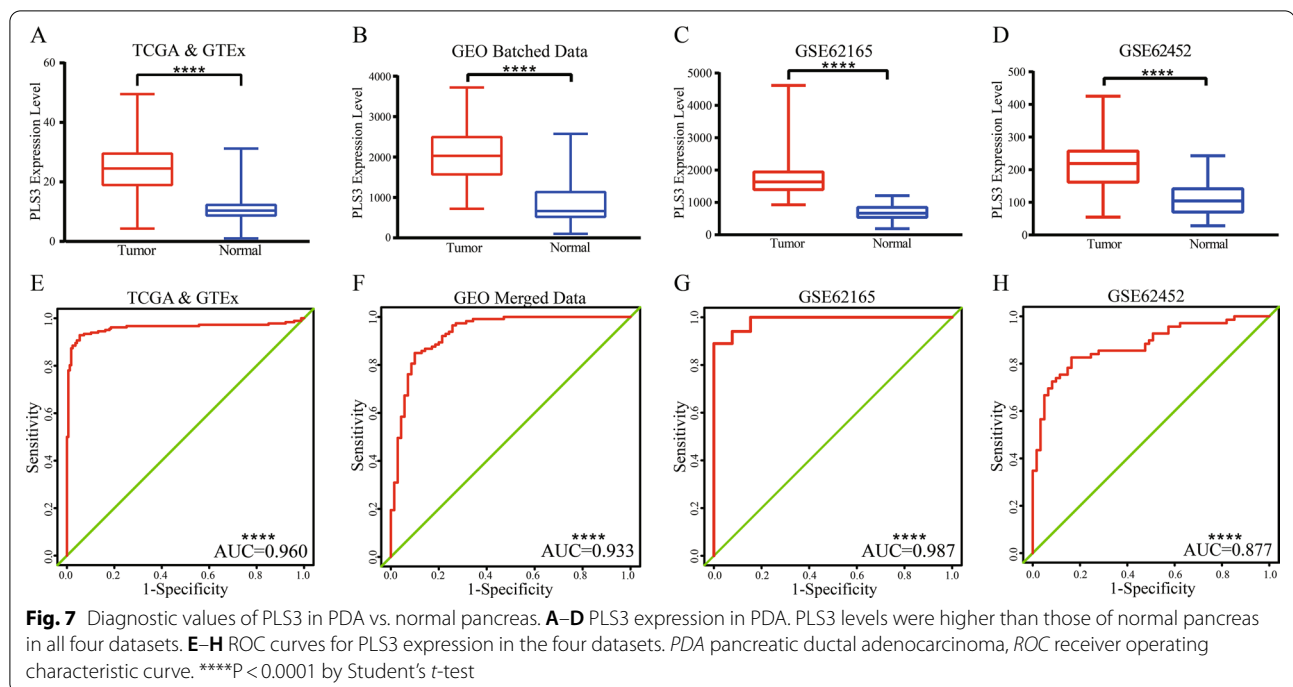 A
TCGA & GTEx
****
PLS3 Expression Level
60
40
20
0
Tumor
Normal
B
GEO Batched Data
****
PLS3 Expression Level
4000
3000
2000
1000
0
Tumor
Normal
C
GSE62165
****
PLS3 Expression Level
5000
4000
3000
2000
1000
0
Tumor
Normal
D
GSE62452
****
PLS3 Expression Level
500
400
300
200
100
0
Tumor
Normal
E
TCGA & GTEx
Sensitivity
1.0
0.8
0.6
0.4
0.2
0.0
****
AUC=0.960
0.0 0.2 0.4 0.6 0.8 1.0
1-Specificity
F
GEO Merged Data
Sensitivity
1.0
0.8
0.6
0.4
0.2
0.0
****
AUC=0.933
0.0 0.2 0.4 0.6 0.8 1.0
1-Specificity
G
GSE62165
Sensitivity
1.0
0.8
0.6
0.4
0.2
0.0
****
AUC=0.987
0.0 0.2 0.4 0.6 0.8 1.0
1-Specificity
H
GSE62452
Sensitivity
1.0
0.8
0.6
0.4
0.2
0.0
****
AUC=0.877
0.0 0.2 0.4 0.6 0.8 1.0
1-Specificity
Fig. 7 Diagnostic values of PLS3 in PDA vs. normal pancreas. A–D PLS3 expression in PDA. PLS3 levels were higher than those of normal pancreas
in all four datasets. E–H ROC curves for PLS3 expression in the four datasets. PDA pancreatic ductal adenocarcinoma, ROC receiver operating
characteristic curve. ****P < 0.0001 by Student's t-test